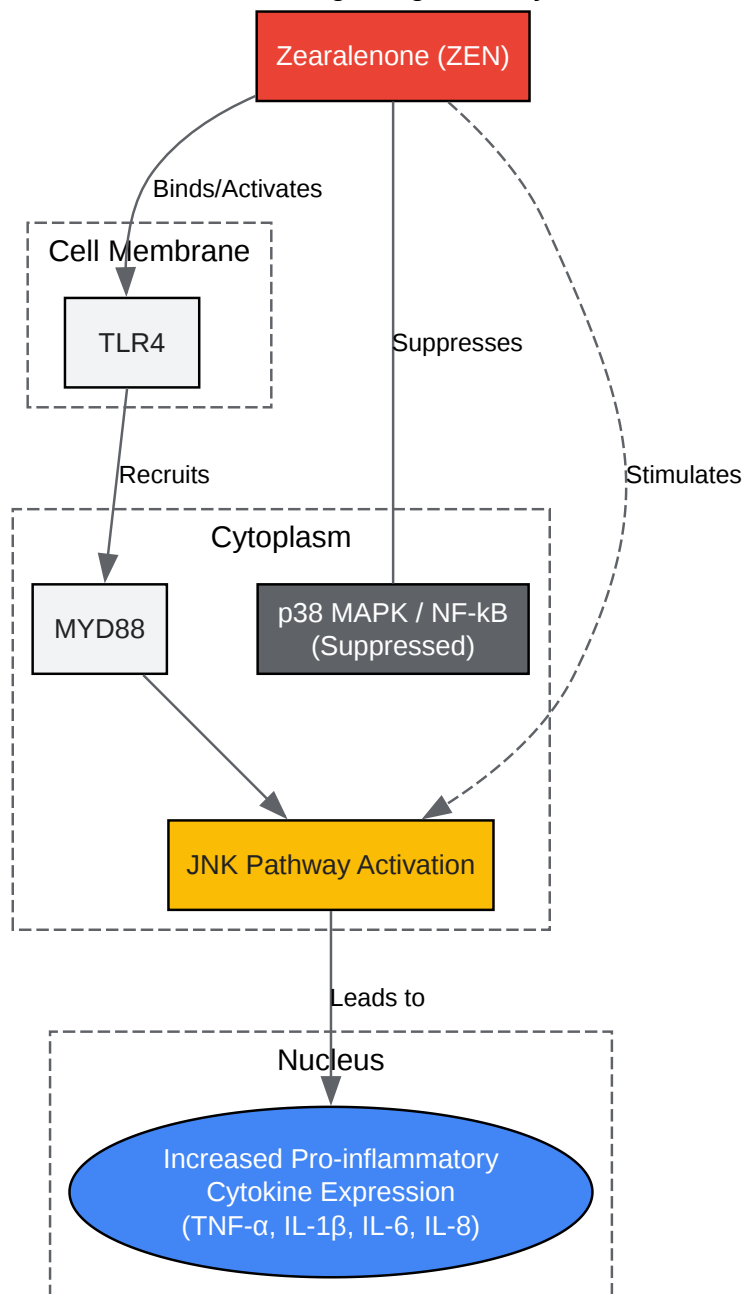 Zearalenone (ZEN)
Binds/Activates
Cell Membrane
TLR4
Suppresses
Recruits
Stimulates
Cytoplasm
MYD88
p38 MAPK / NF-kB
(Suppressed)
JNK Pathway Activation
Leads to
Nucleus
Increased Pro-inflammatory
Cytokine Expression
(TNF-α, IL-1β, IL-6, IL-8)